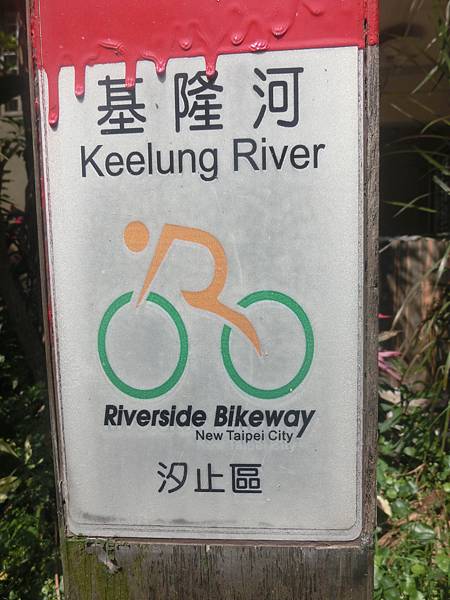 基隆河
Keelung River
Riverside Bikeway
New Taipei City
汐止區